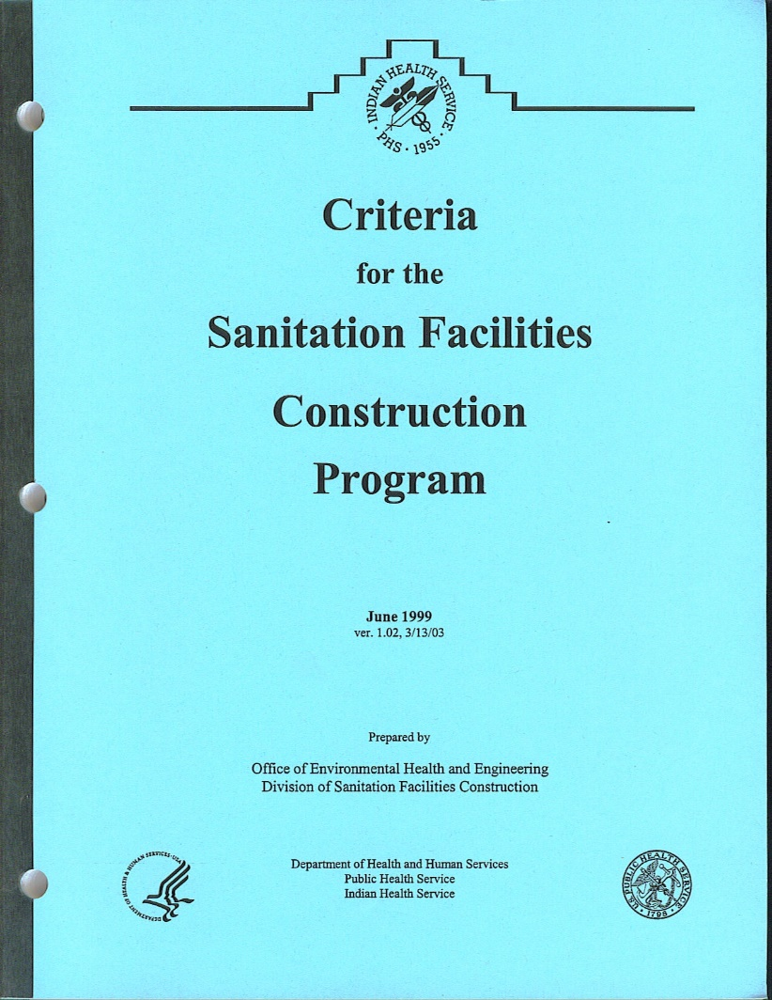 INDIAN HEALTH SERVICE
PHS · 1955
Criteria
for the
Sanitation Facilities
Construction
Program
June 1999
ver. 1.02, 3/13/03
Prepared by
Office of Environmental Health and Engineering
Division of Sanitation Facilities Construction
DEPARTMENT OF HEALTH & HUMAN SERVICES·USA
Department of Health and Human Services
Public Health Service
Indian Health Service
U.S. PUBLIC HEALTH SERVICE
1798